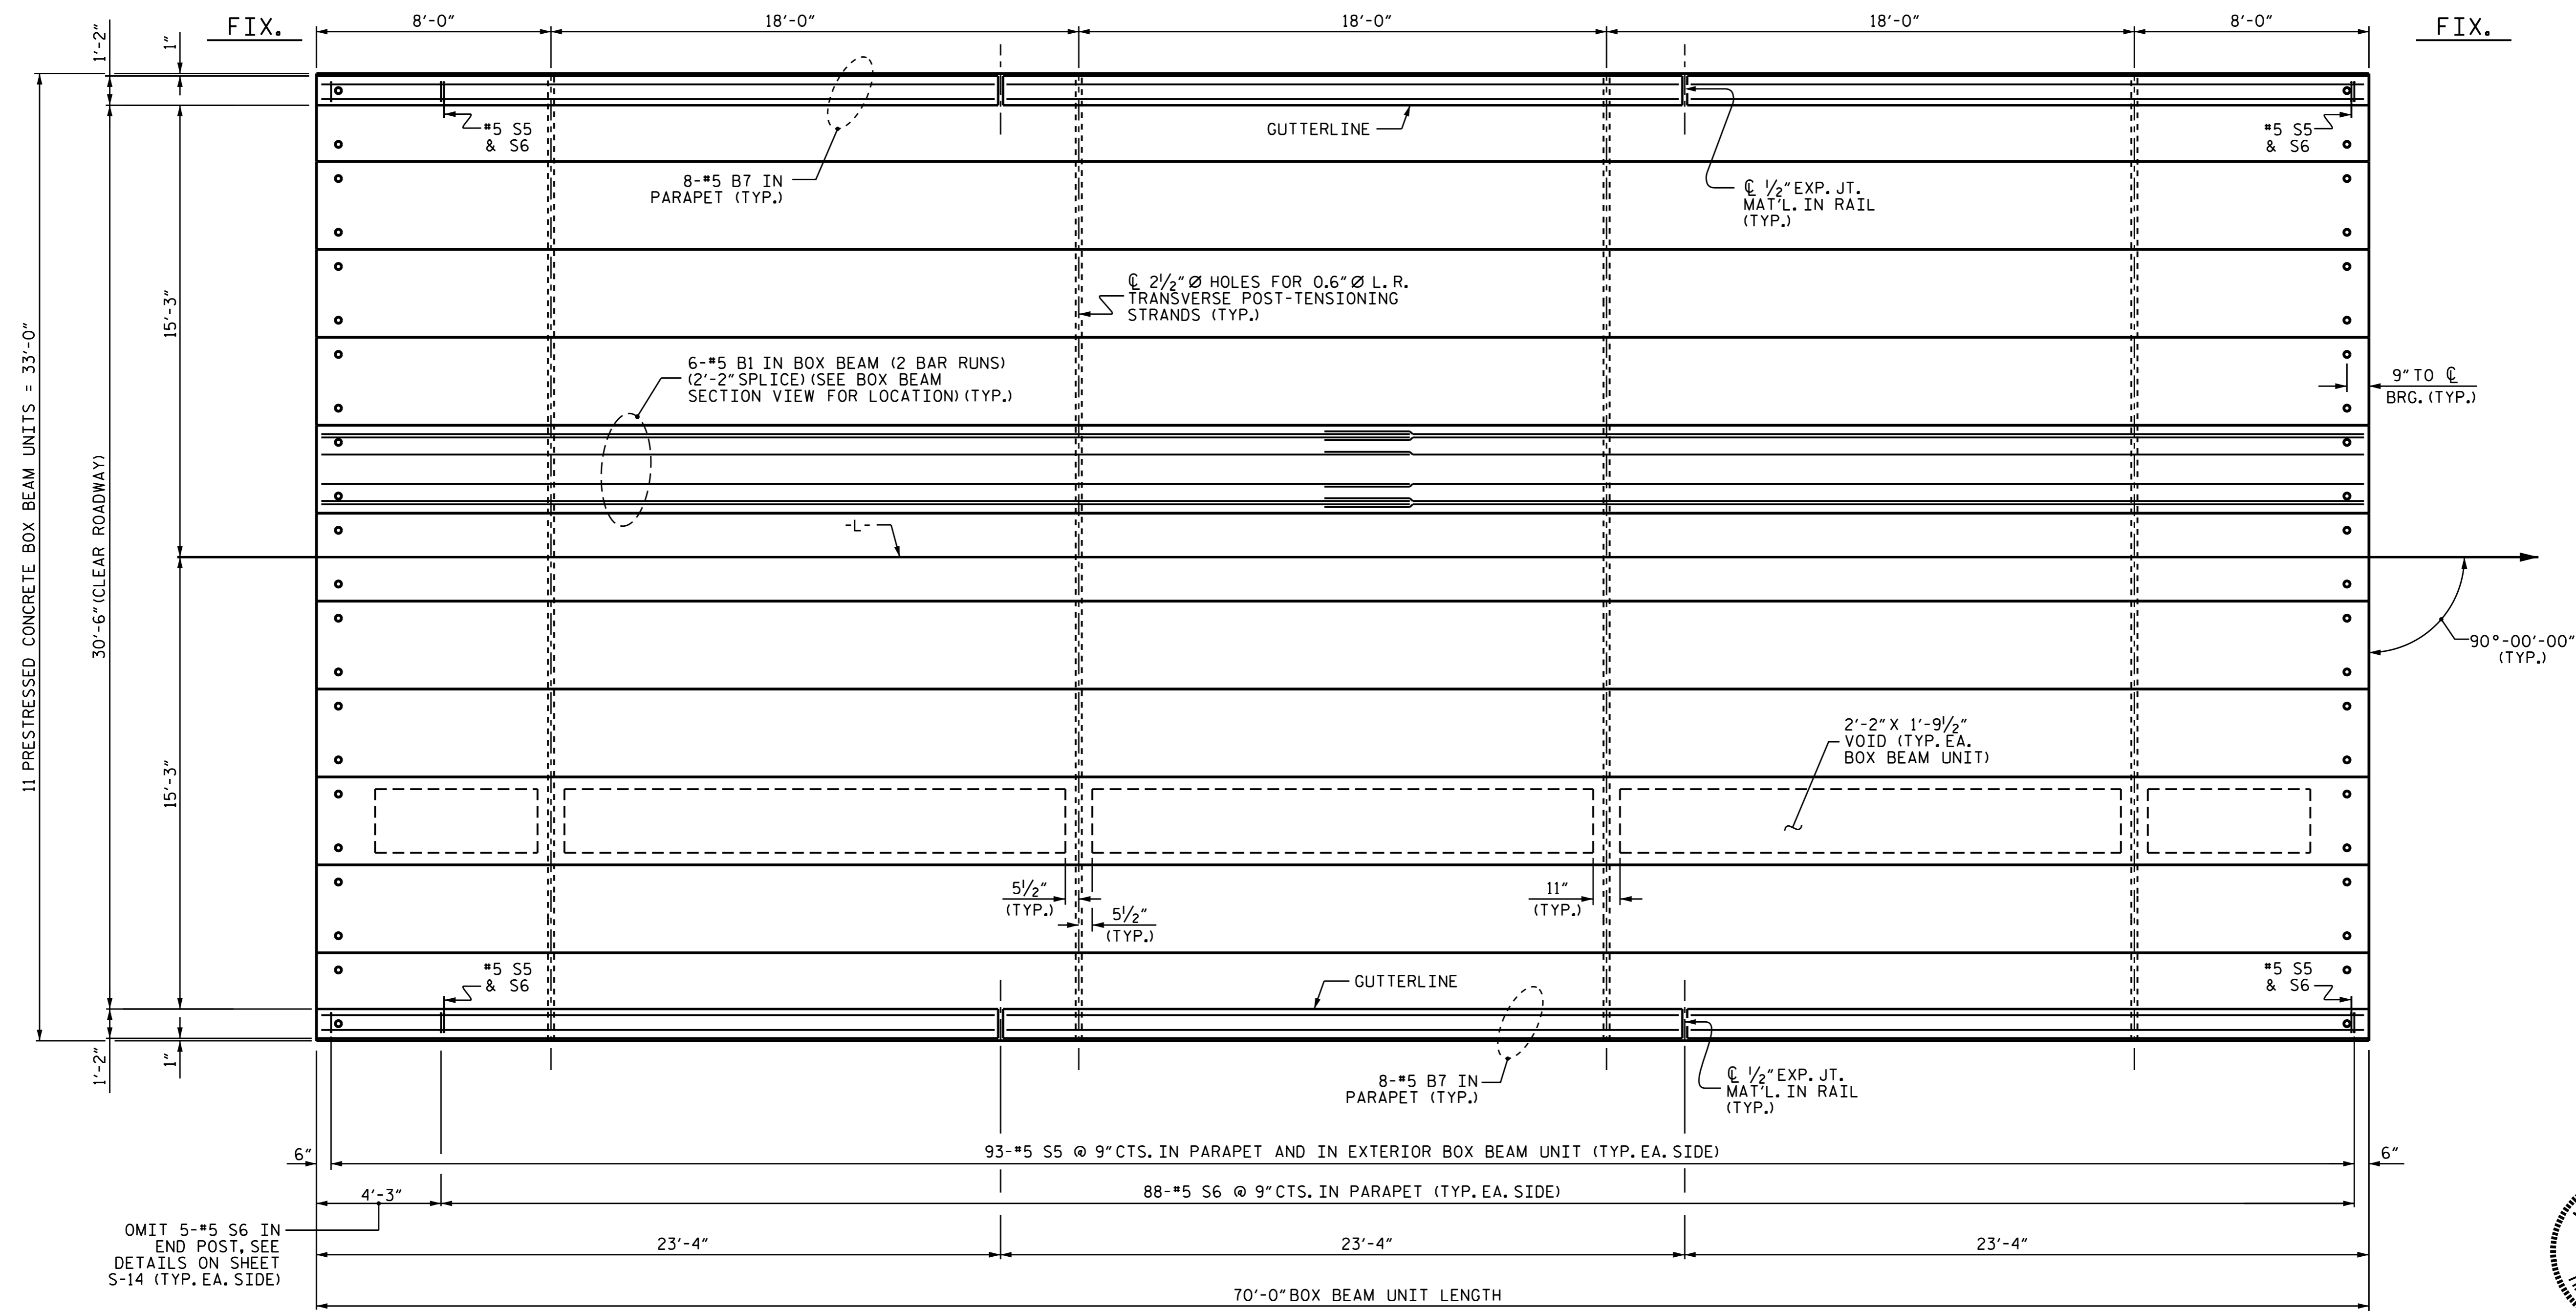 FIX.
8'-0"
18'-0"
18'-0"
18'-0"
8'-0"
FIX.
1'-2"
1"
#5 S5
& S6
GUTTERLINE
#5 S5
& S6
8-#5 B7 IN
PARAPET (TYP.)
℄ 1/2" EXP. JT.
MAT'L. IN RAIL
(TYP.)
℄ 2 1/2" Ø HOLES FOR 0.6" Ø L.R.
TRANSVERSE POST-TENSIONING
STRANDS (TYP.)
15'-3"
11 PRESTRESSED CONCRETE BOX BEAM UNITS = 33'-0"
30'-6" (CLEAR ROADWAY)
6-#5 B1 IN BOX BEAM (2 BAR RUNS)
(2'-2" SPLICE) (SEE BOX BEAM
SECTION VIEW FOR LOCATION) (TYP.)
9" TO ℄
BRG. (TYP.)
-L-
90°-00'-00"
(TYP.)
15'-3"
2'-2" X 1'-9 1/2"
VOID (TYP. EA.
BOX BEAM UNIT)
5 1/2"
(TYP.)
5 1/2"
(TYP.)
11"
(TYP.)
#5 S5
& S6
GUTTERLINE
#5 S5
& S6
1'-2"
1"
8-#5 B7 IN
PARAPET (TYP.)
℄ 1/2" EXP. JT.
MAT'L. IN RAIL
(TYP.)
6"
93-#5 S5 @ 9" CTS. IN PARAPET AND IN EXTERIOR BOX BEAM UNIT (TYP. EA. SIDE)
6"
4'-3"
88-#5 S6 @ 9" CTS. IN PARAPET (TYP. EA. SIDE)
OMIT 5-#5 S6 IN
END POST, SEE
DETAILS ON SHEET
S-14 (TYP. EA. SIDE)
23'-4"
23'-4"
23'-4"
70'-0" BOX BEAM UNIT LENGTH